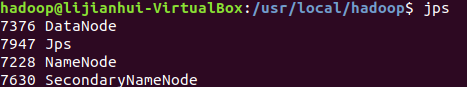 hadoop@lijianhui-VirtualBox:/usr/local/hadoop$ jps
7376 DataNode
7947 Jps
7228 NameNode
7630 SecondaryNameNode